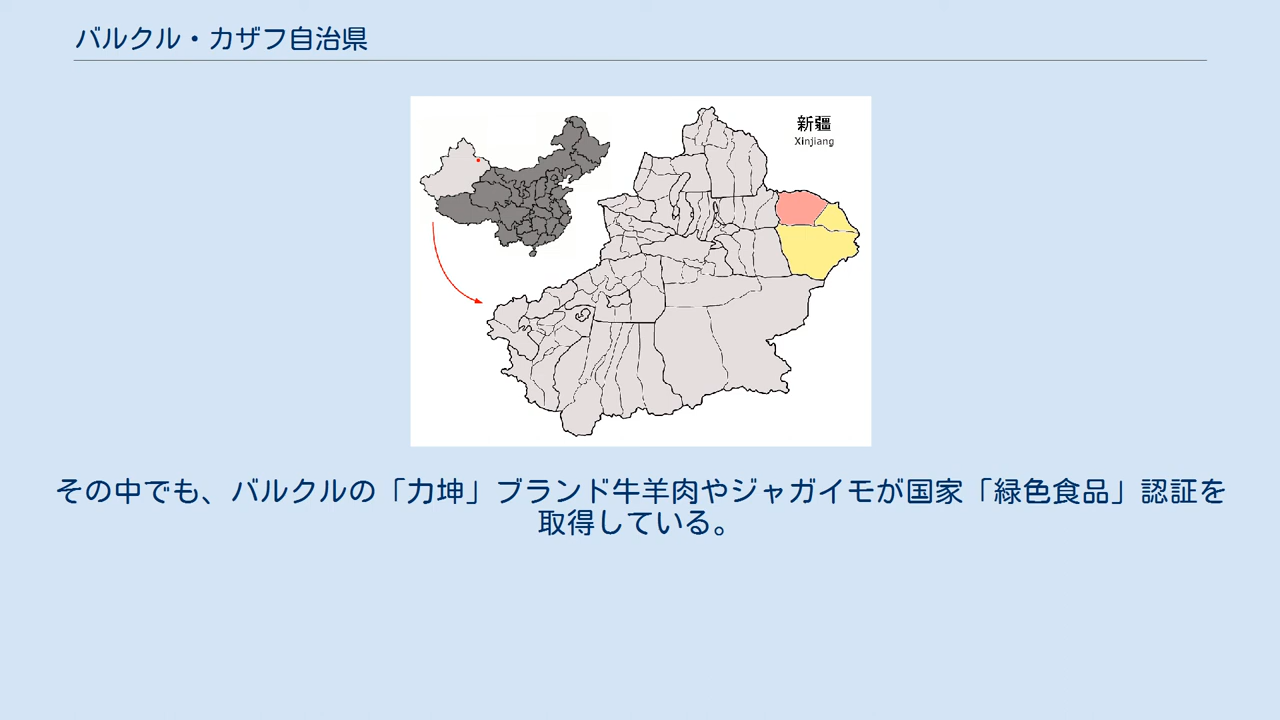 バルクル・カザフ自治県
新疆
Xinjiang
その中でも、バルクルの「力坤」ブランド牛羊肉やジャガイモが国家「緑色食品」認証を
取得している。